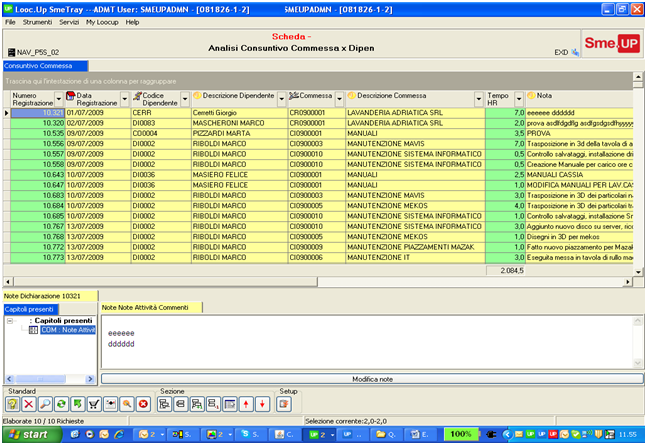 Looc.Up SmeTray ---ADMT User: SMEUPADMN - [081826-1-2] SMEUPADMN - [081826-1-2]
File Strumenti Servizi My Loocup Help
Scheda -
Analisi Consuntivo Commessa x Dipen
NAV_P5S_02 EXD Sme.UP
Consuntivo Commessa
Trascina qui l'intestazione di una colonna per raggruppare
Numero Registrazione Data Registrazione Codice Dipendente Descrizione Dipendente Commessa Descrizione Commessa Tempo HR Nota
10.321 01/07/2009 CERR Cerretti Giorgio CR0900001 LAVANDERIA ADRIATICA SRL 7,0 eeeeee dddddd
10.320 02/07/2009 DI0083 MASCHERONI MARCO CR0900001 LAVANDERIA ADRIATICA SRL 2,0
10.535 09/07/2009 CD0004 PIZZARDI MARTA CI0900001 MANUALI 3,5 PROVA
10.556 09/07/2009 DI0002 RIBOLDI MARCO CI0900003 MANUTENZIONE MAVIS 7,0 Trasposizione in 3d della tavola di a
10.557 09/07/2009 DI0002 RIBOLDI MARCO CI0900010 MANUTENZIONE SISTEMA INFORMATICO 0,5 Controllo salvataggi, installazione dri
10.558 09/07/2009 DI0002 RIBOLDI MARCO CI0900010 MANUTENZIONE SISTEMA INFORMATICO 0,5 Creazione Manuale per carico ore c
10.643 10/07/2009 DI0036 MASIERO FELICE CI0900001 MANUALI 2,5 MANUALI CASSIA
10.647 10/07/2009 DI0036 MASIERO FELICE CI0900001 MANUALI 1,0 MODIFICA MANUALI PER LAV.CA
10.683 10/07/2009 DI0002 RIBOLDI MARCO CI0900003 MANUTENZIONE MAVIS 3,0 Trasposizione in 3D dei particolari na
10.684 10/07/2009 DI0002 RIBOLDI MARCO CI0900005 MANUTENZIONE MEKOS 4,0 Trasposizione in 3D dei particolari tu
10.685 10/07/2009 DI0002 RIBOLDI MARCO CI0900010 MANUTENZIONE SISTEMA INFORMATICO 1,0 Controllo salvataggi, installazione Sn
10.767 13/07/2009 DI0002 RIBOLDI MARCO CI0900010 MANUTENZIONE SISTEMA INFORMATICO 3,0 Aggiunto nuovo disco su server, rico
10.768 13/07/2009 DI0002 RIBOLDI MARCO CI0900005 MANUTENZIONE MEKOS 1,0 Disegni in 3D per mekos
10.772 13/07/2009 DI0002 RIBOLDI MARCO CI0900009 MANUTENZIONE PIAZZAMENTI MAZAK 1,0 Fatto nuovo piazzamento per Mazak
10.773 13/07/2009 DI0002 RIBOLDI MARCO CI0900006 MANUTENZIONE IT 3,0 Eseguita messa in tavola di rullo ma
2.084,5
Note Dichiarazione 10321
Capitoli presenti Note Note Attività Commenti
: Capitoli presenti
COM : Note Attivit
eeeeee
dddddd
Modifica note
Standard Sezione Setup
Elaborate 10 / 10 Richieste Selezione corrente:2,0-2,0
start 100% 11.55